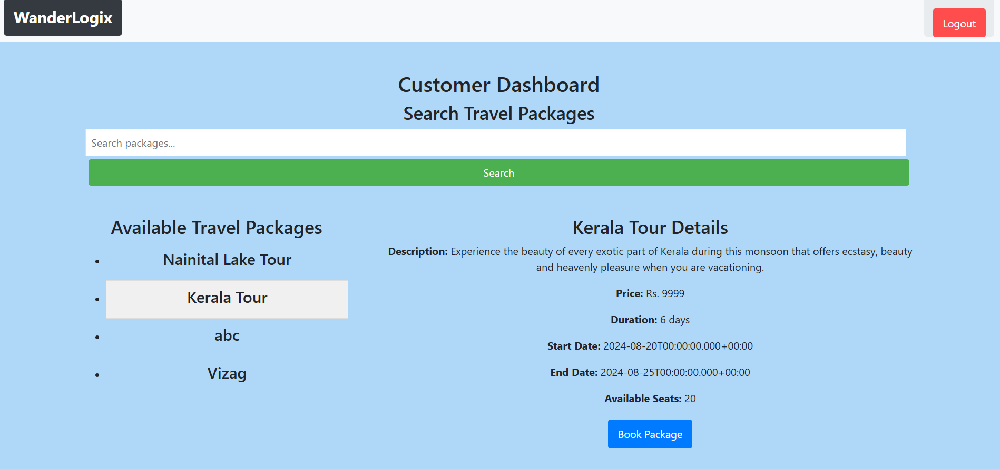 WanderLogix
Logout
Customer Dashboard
Search Travel Packages
Search packages...
Search
Available Travel Packages
Nainital Lake Tour
Kerala Tour
abc
Vizag
Kerala Tour Details
Description: Experience the beauty of every exotic part of Kerala during this monsoon that offers ecstasy, beauty
and heavenly pleasure when you are vacationing.
Price: Rs. 9999
Duration: 6 days
Start Date: 2024-08-20T00:00:00.000+00:00
End Date: 2024-08-25T00:00:00.000+00:00
Available Seats: 20
Book Package